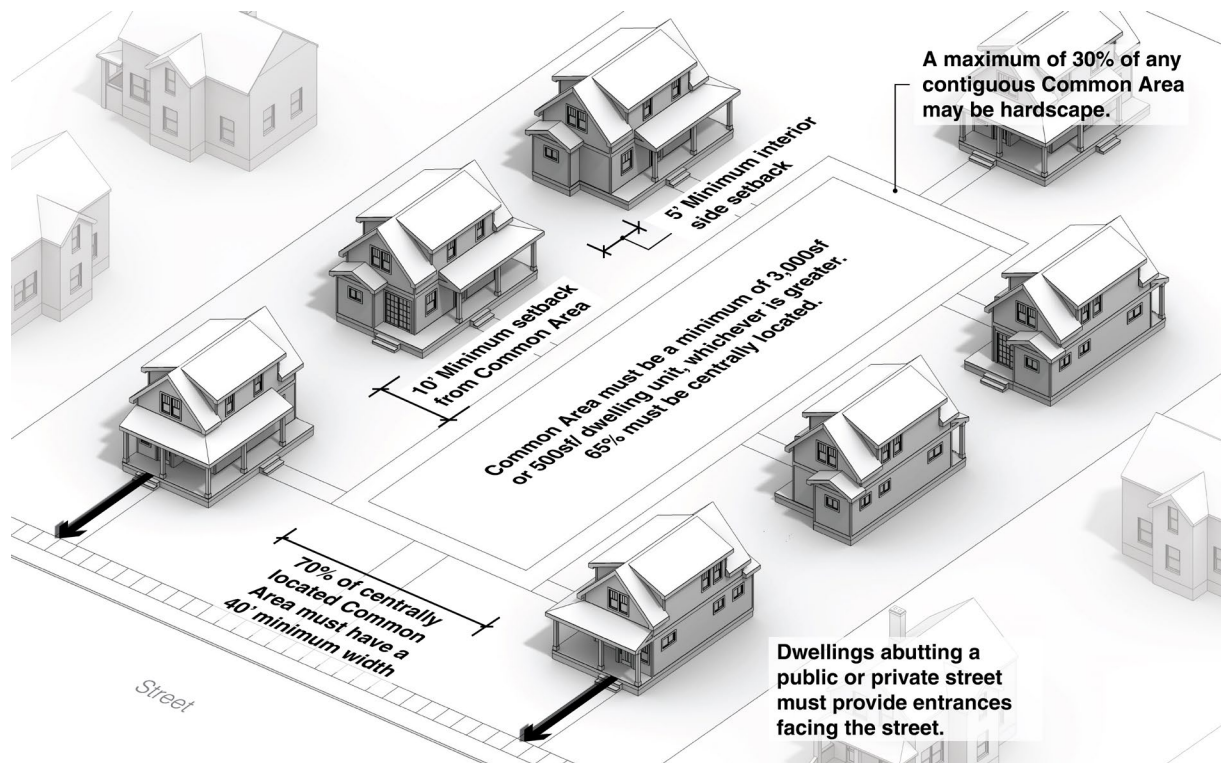 A maximum of 30% of any
contiguous Common Area
may be hardscape.
5’ Minimum interior
side setback
10’ Minimum setback
from Common Area
Common Area must be a minimum of 3,000sf
or 500sf/ dwelling unit, whichever is greater.
65% must be centrally located.
70% of centrally
located Common
Area must have a
40’ minimum width
Dwellings abutting a
public or private street
must provide entrances
facing the street.
Street